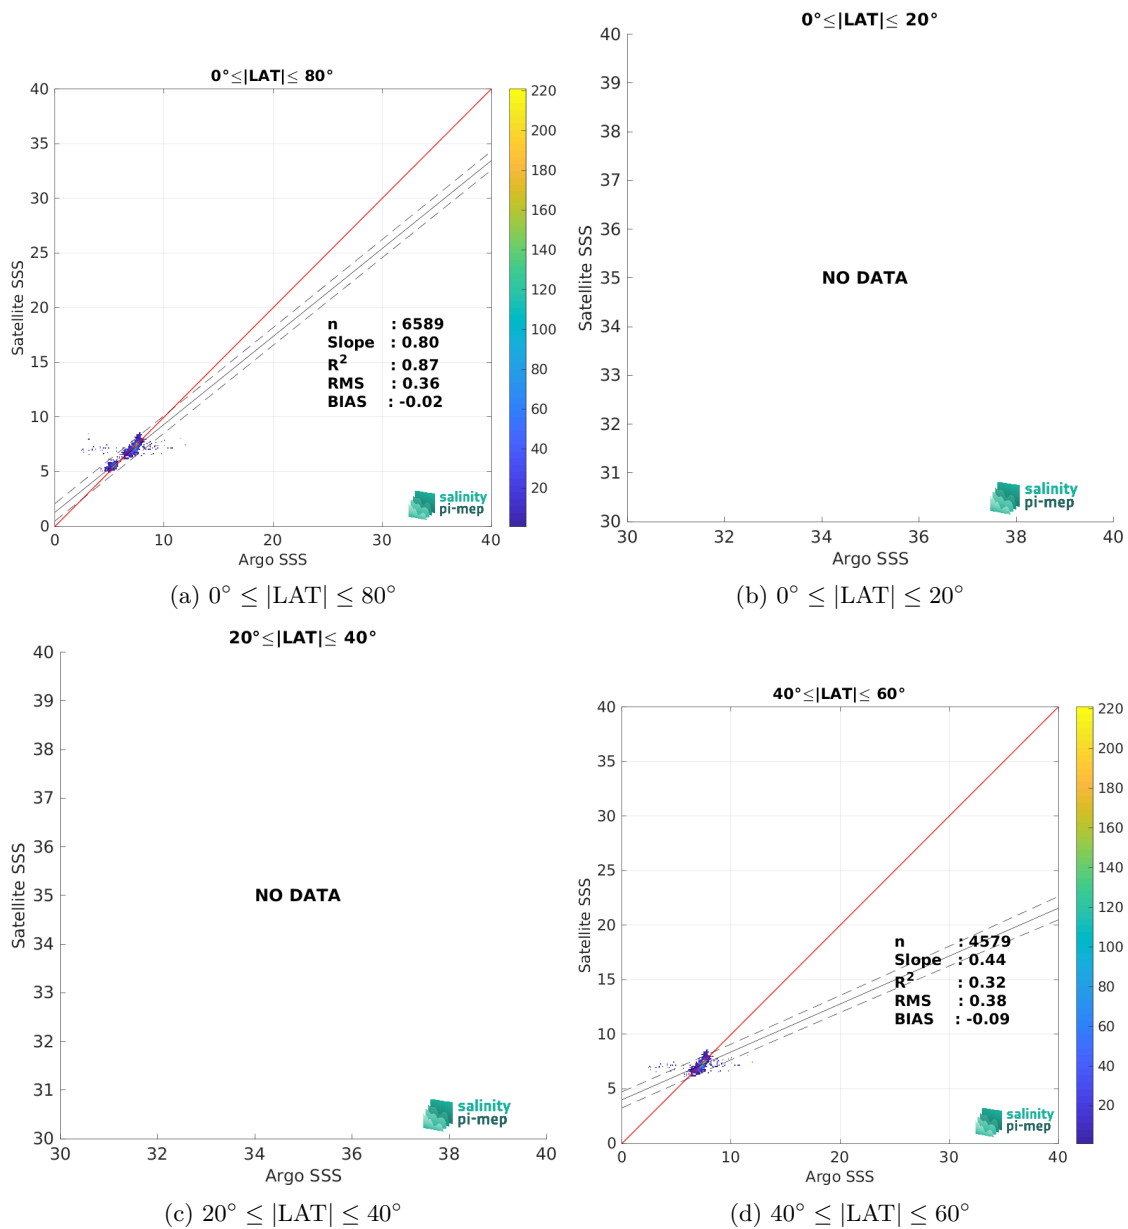 0°≤|LAT|≤ 80°
40
35
30
25
20
15
10
5
0
0
10
20
30
40
Satellite SSS
Argo SSS
n : 6589
Slope : 0.80
R² : 0.87
RMS : 0.36
BIAS : -0.02
salinity
pi-mep
220
200
180
160
140
120
100
80
60
40
20
(a) 0° ≤ |LAT| ≤ 80°
0°≤|LAT|≤ 20°
40
39
38
37
36
35
34
33
32
31
30
30
32
34
36
38
40
Satellite SSS
Argo SSS
NO DATA
salinity
pi-mep
(b) 0° ≤ |LAT| ≤ 20°
20°≤|LAT|≤ 40°
40
39
38
37
36
35
34
33
32
31
30
30
32
34
36
38
40
Satellite SSS
Argo SSS
NO DATA
salinity
pi-mep
(c) 20° ≤ |LAT| ≤ 40°
40°≤|LAT|≤ 60°
40
35
30
25
20
15
10
5
0
0
10
20
30
40
Satellite SSS
Argo SSS
n : 4579
Slope : 0.44
R² : 0.32
RMS : 0.38
BIAS : -0.09
salinity
pi-mep
220
200
180
160
140
120
100
80
60
40
20
(d) 40° ≤ |LAT| ≤ 60°